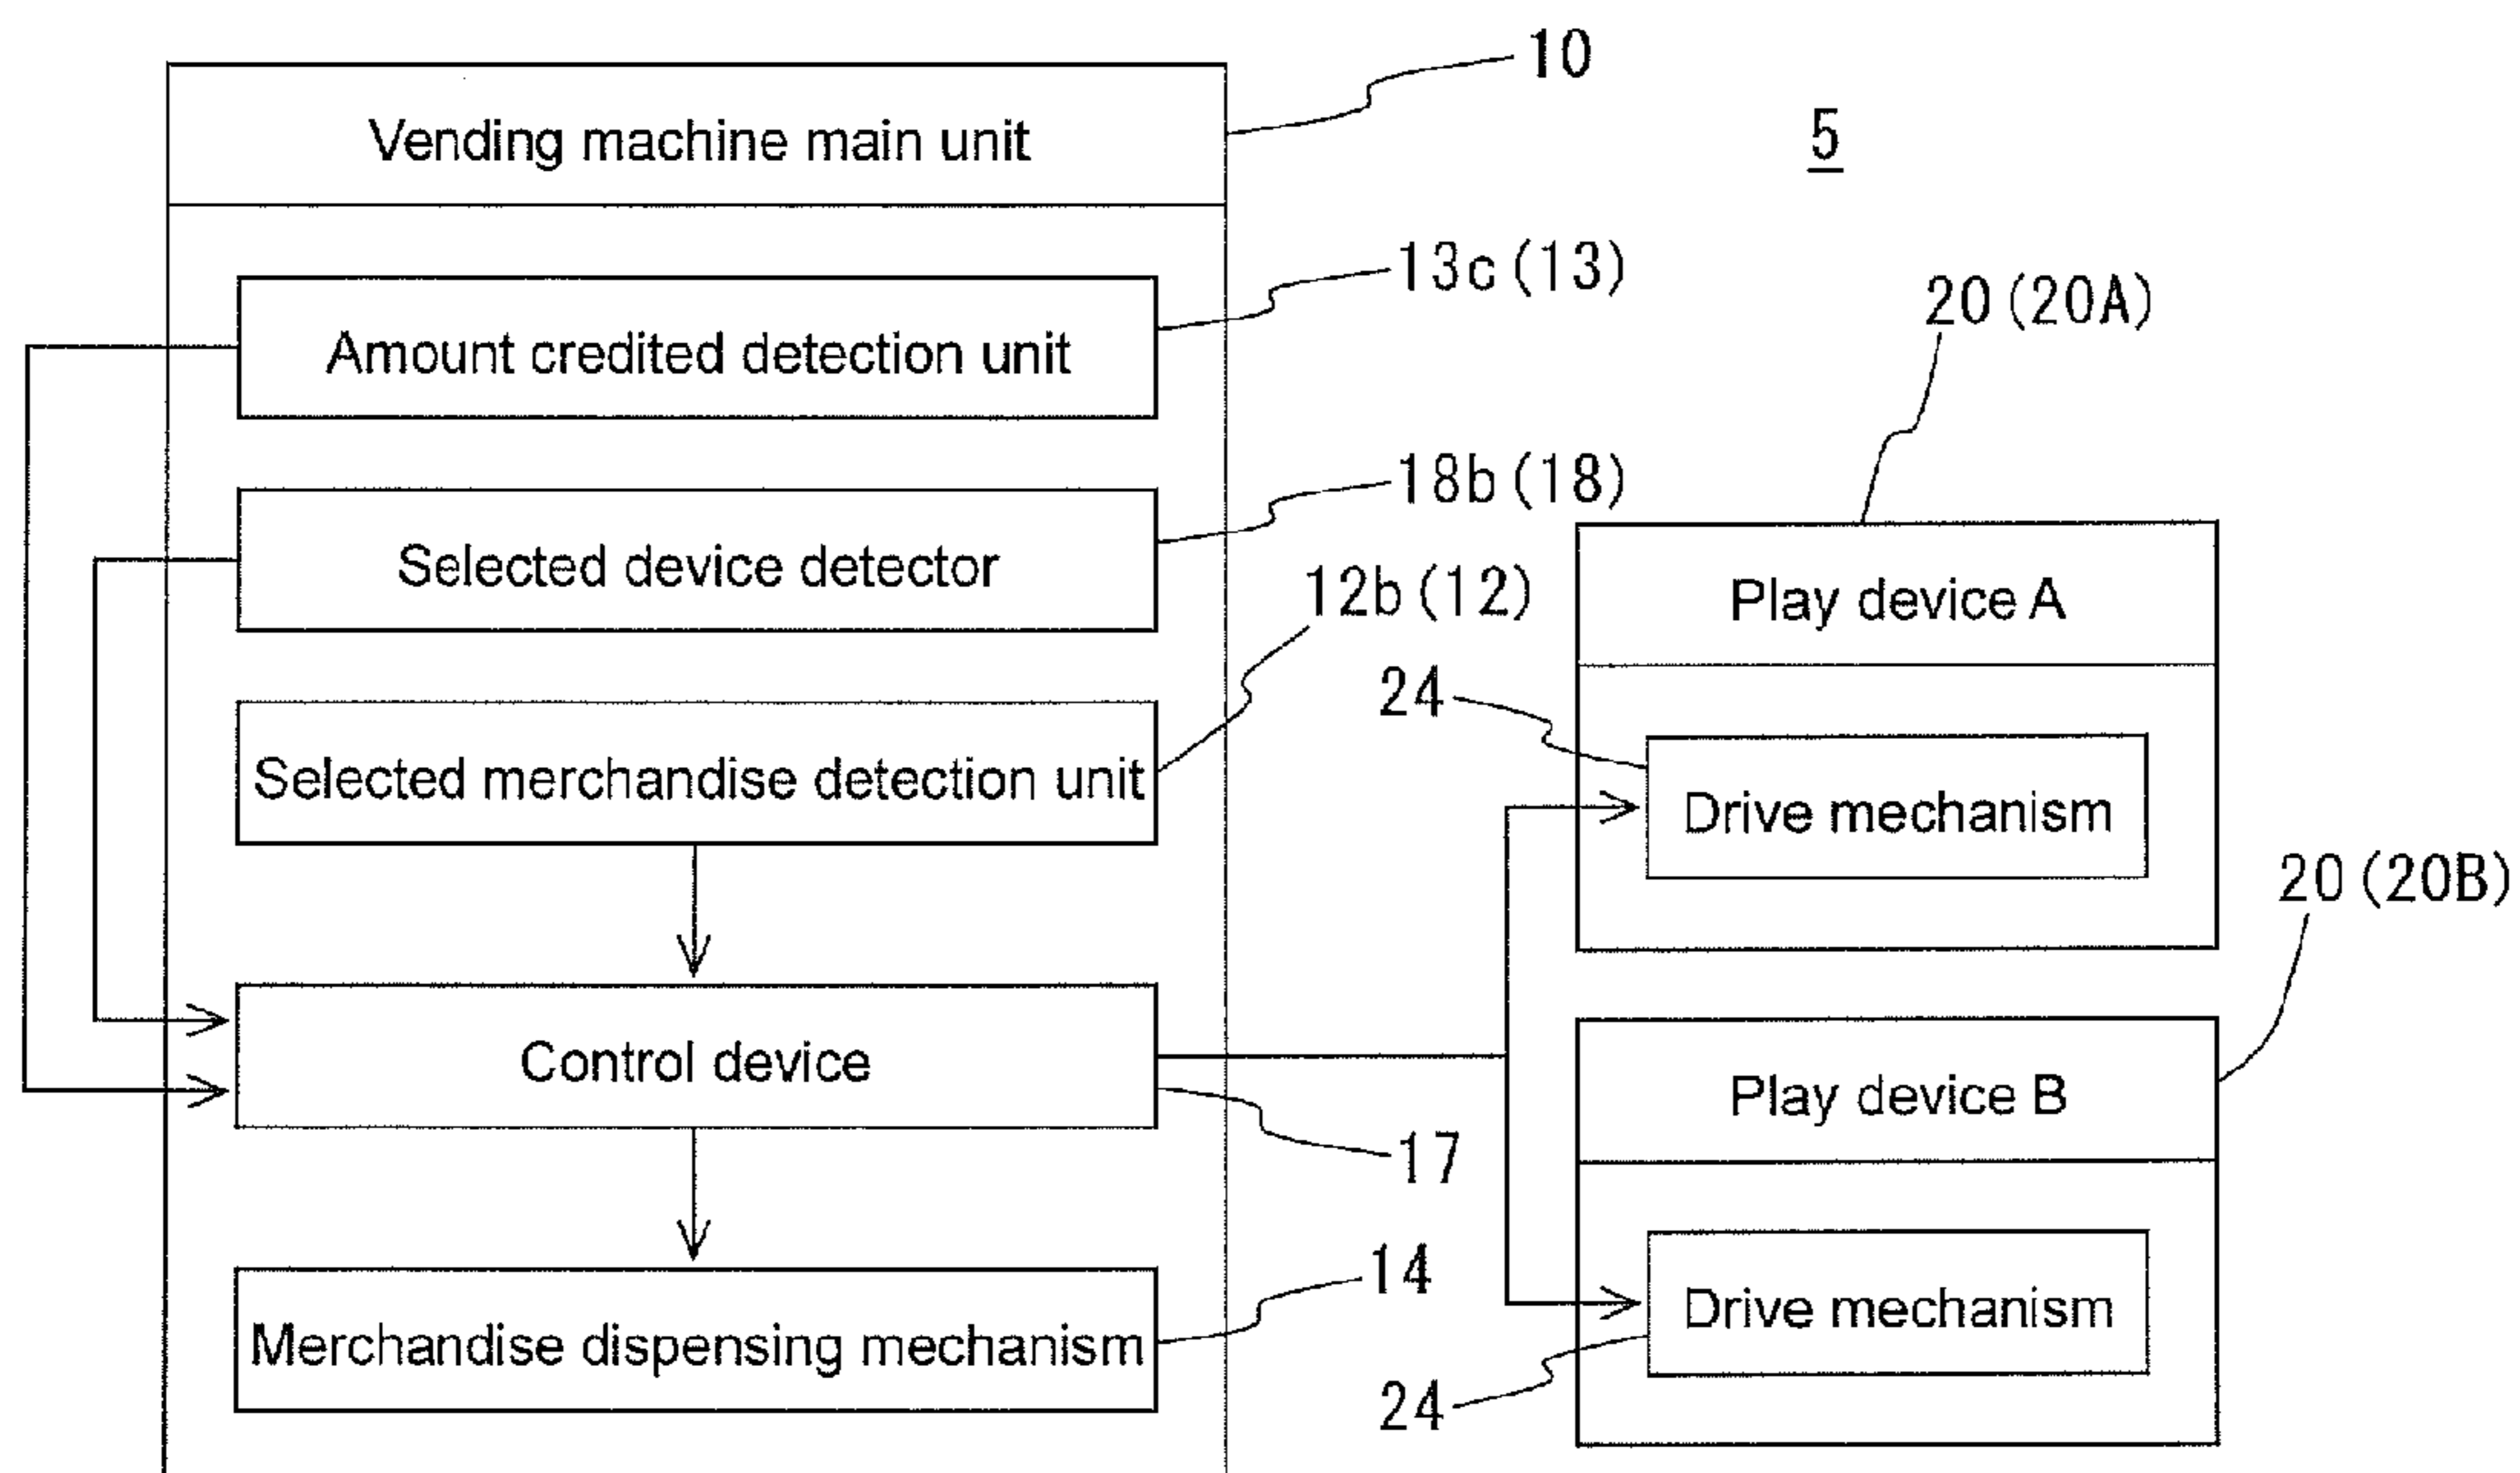 10
Vending machine main unit
5
13c (13)
Amount credited detection unit
20 (20A)
18b (18)
Selected device detector
12b (12)
Play device A
24
Selected merchandise detection unit
Drive mechanism
20 (20B)
Control device
Play device B
17
14
Drive mechanism
Merchandise dispensing mechanism
24